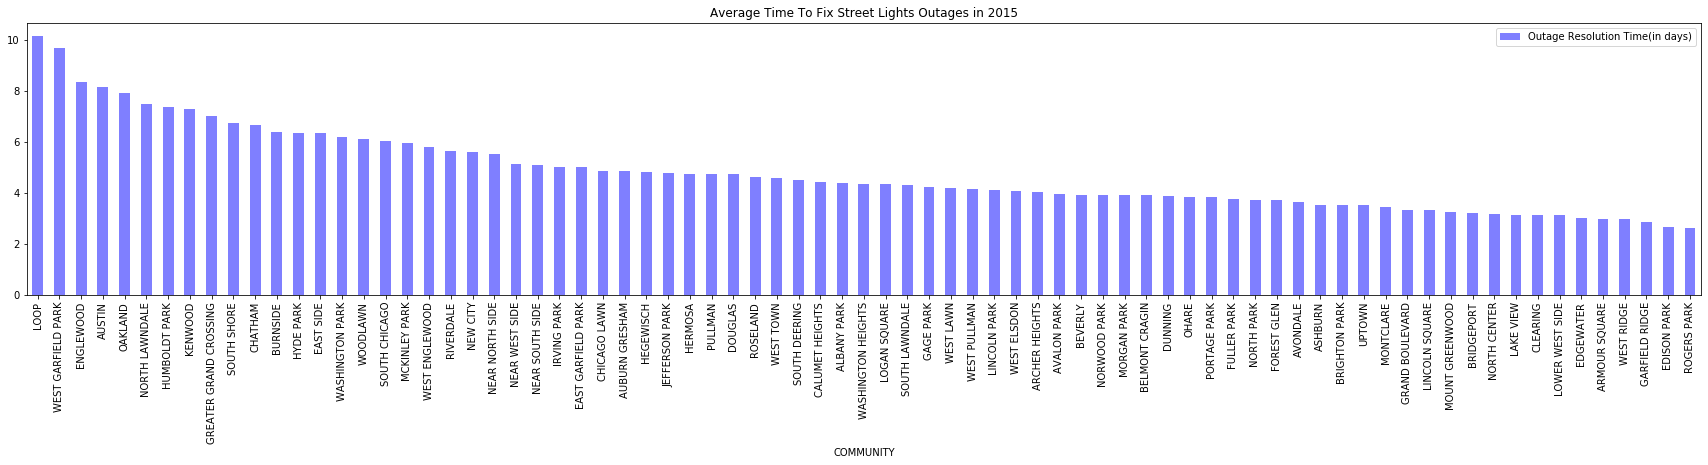 Average Time To Fix Street Lights Outages in 2015
Outage Resolution Time(in days)
10
8
6
4
2
0
LOOP
WEST GARFIELD PARK
ENGLEWOOD
AUSTIN
OAKLAND
NORTH LAWNDALE
HUMBOLDT PARK
KENWOOD
GREATER GRAND CROSSING
SOUTH SHORE
CHATHAM
BURNSIDE
HYDE PARK
EAST SIDE
WASHINGTON PARK
WOODLAWN
SOUTH CHICAGO
MCKINLEY PARK
WEST ENGLEWOOD
RIVERDALE
NEW CITY
NEAR NORTH SIDE
NEAR WEST SIDE
NEAR SOUTH SIDE
IRVING PARK
EAST GARFIELD PARK
CHICAGO LAWN
AUBURN GRESHAM
HEGEWISCH
JEFFERSON PARK
HERMOSA
PULLMAN
DOUGLAS
ROSELAND
WEST TOWN
SOUTH DEERING
CALUMET HEIGHTS
ALBANY PARK
WASHINGTON HEIGHTS
LOGAN SQUARE
SOUTH LAWNDALE
GAGE PARK
WEST LAWN
WEST PULLMAN
LINCOLN PARK
WEST ELSDON
ARCHER HEIGHTS
AVALON PARK
BEVERLY
NORWOOD PARK
MORGAN PARK
BELMONT CRAGIN
DUNNING
OHARE
PORTAGE PARK
FULLER PARK
NORTH PARK
FOREST GLEN
AVONDALE
ASHBURN
BRIGHTON PARK
UPTOWN
MONTCLARE
GRAND BOULEVARD
LINCOLN SQUARE
MOUNT GREENWOOD
BRIDGEPORT
NORTH CENTER
LAKE VIEW
CLEARING
LOWER WEST SIDE
EDGEWATER
ARMOUR SQUARE
WEST RIDGE
GARFIELD RIDGE
EDISON PARK
ROGERS PARK
COMMUNITY